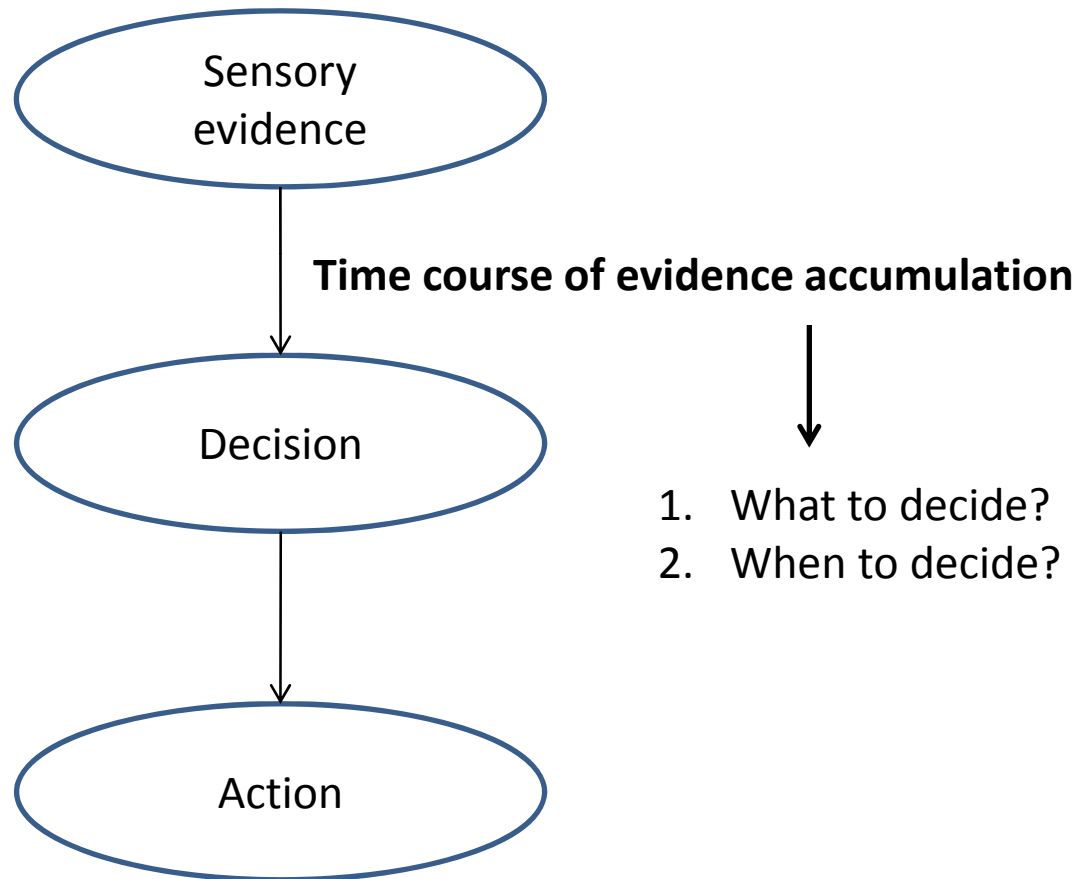 Sensory
evidence
Time course of evidence accumulation
Decision
1. What to decide?
2. When to decide?
Action